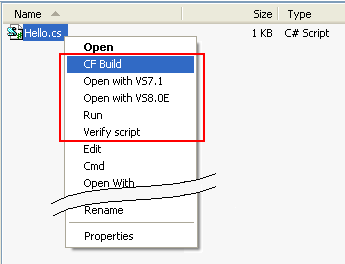 Name Size Type
Hello.cs 1 KB C# Script
Open
CF Build
Open with VS7.1
Open with VS8.0E
Run
Verify script
Edit
Cmd
Open With
Rename
Properties